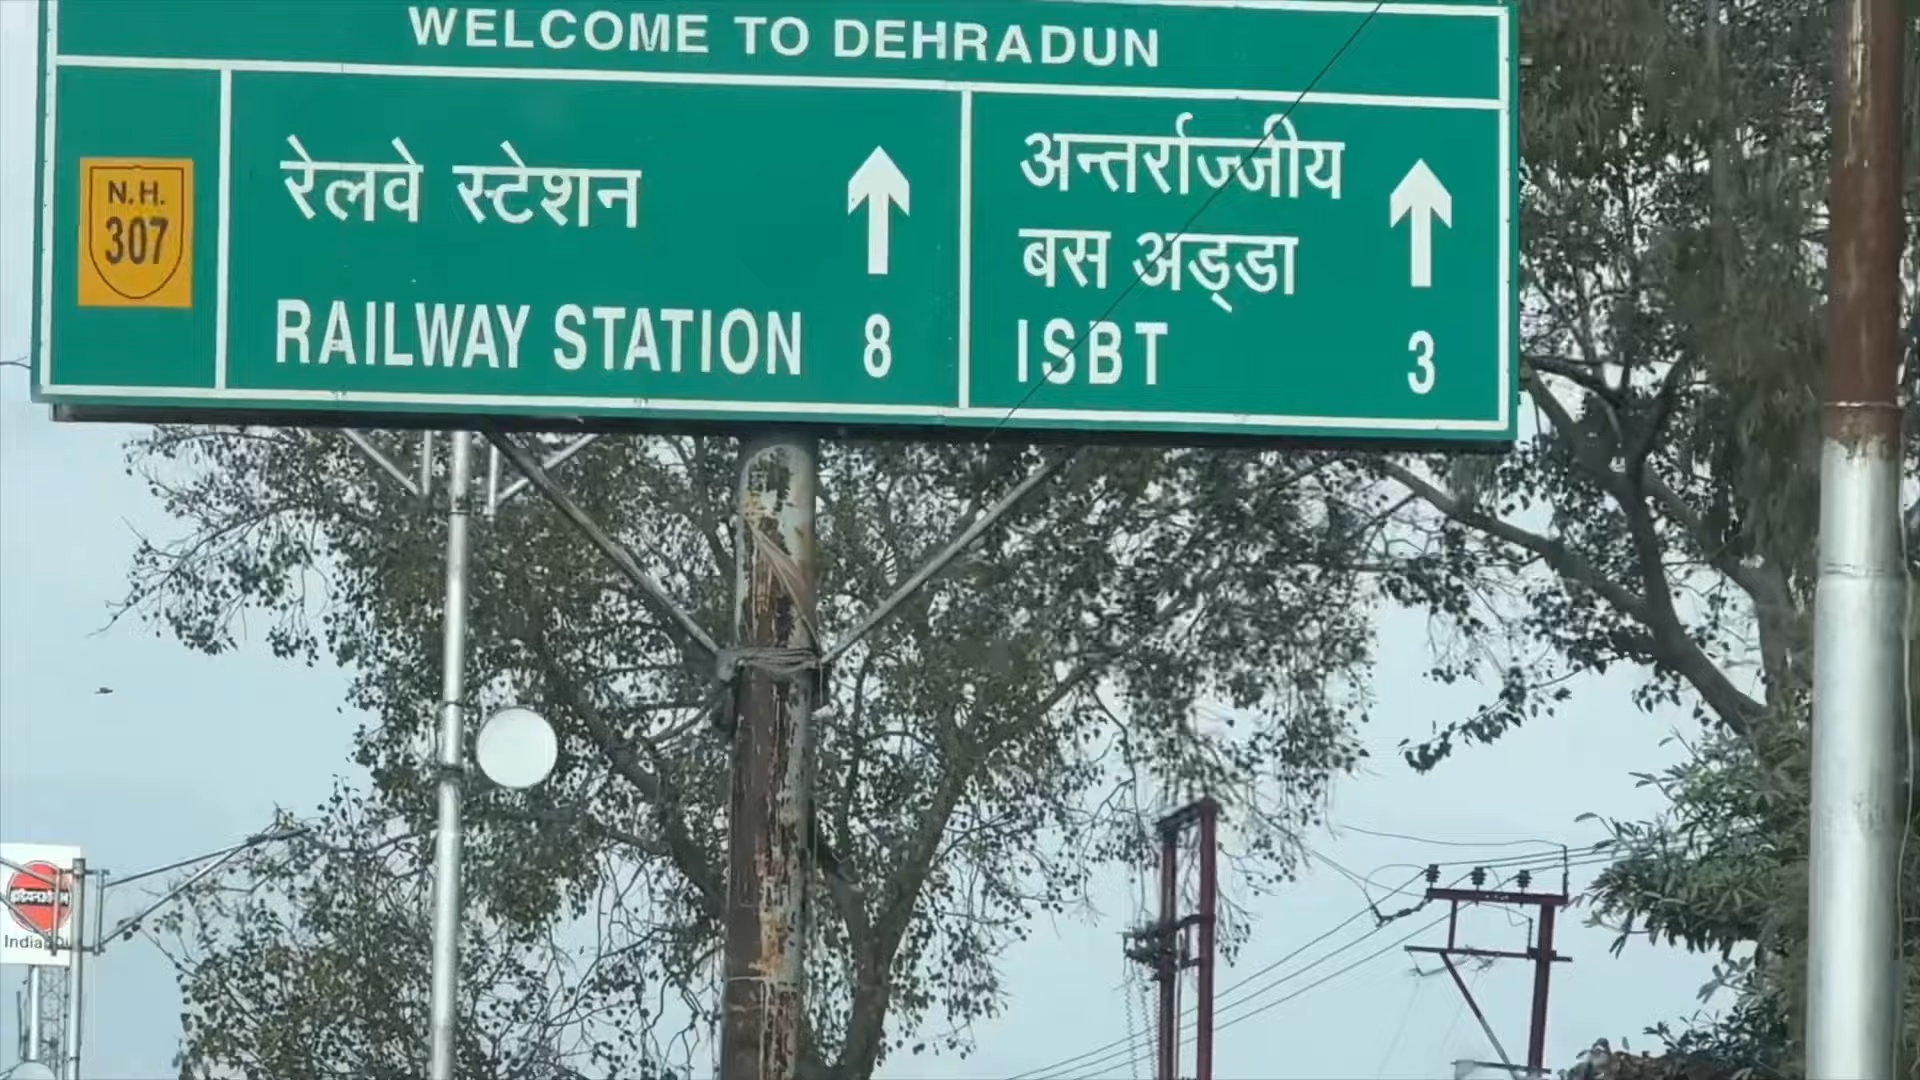 WELCOME TO DEHRADUN
N.H.
307
रेलवे स्टेशन
RAILWAY STATION 8
अन्तर्राज्जीय
बस अड्डा
ISBT 3